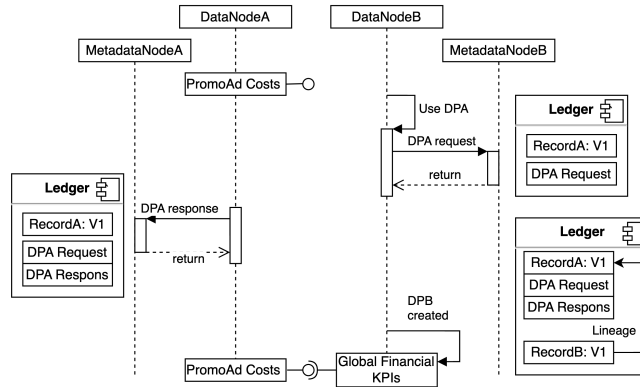 DataNodeA
DataNodeB
MetadataNodeA
MetadataNodeB
PromoAd Costs
Use DPA
Ledger
RecordA: V1
DPA Request
DPA request
return
Ledger
RecordA: V1
DPA Request
DPA Respons
DPA response
return
Ledger
RecordA: V1
DPA Request
DPA Respons
Lineage
RecordB: V1
DPB
created
PromoAd Costs
Global Financial
KPIs